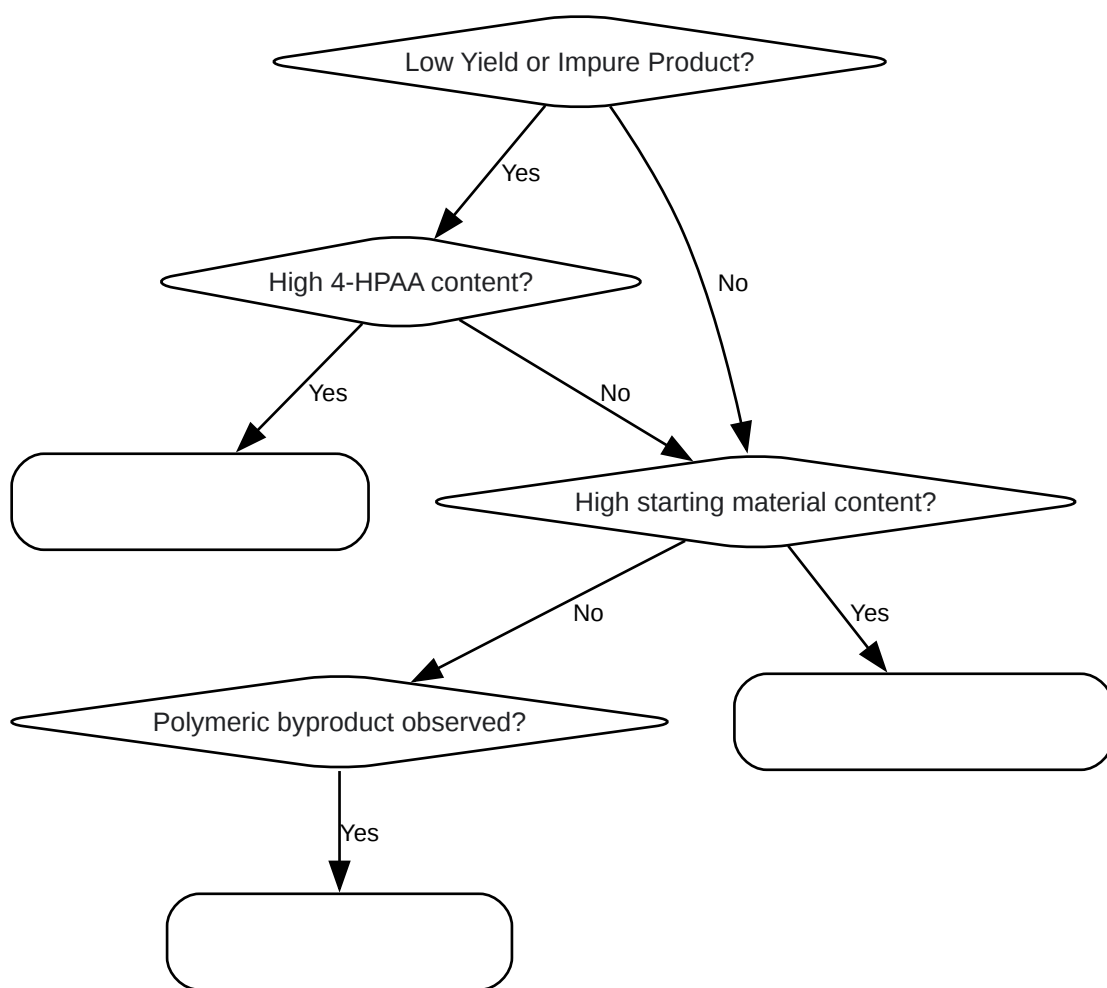 Low Yield or Impure Product?
Yes
High 4-HPAA content?
No
Yes
No
High starting material content?
No
Yes
Polymeric byproduct observed?
Yes